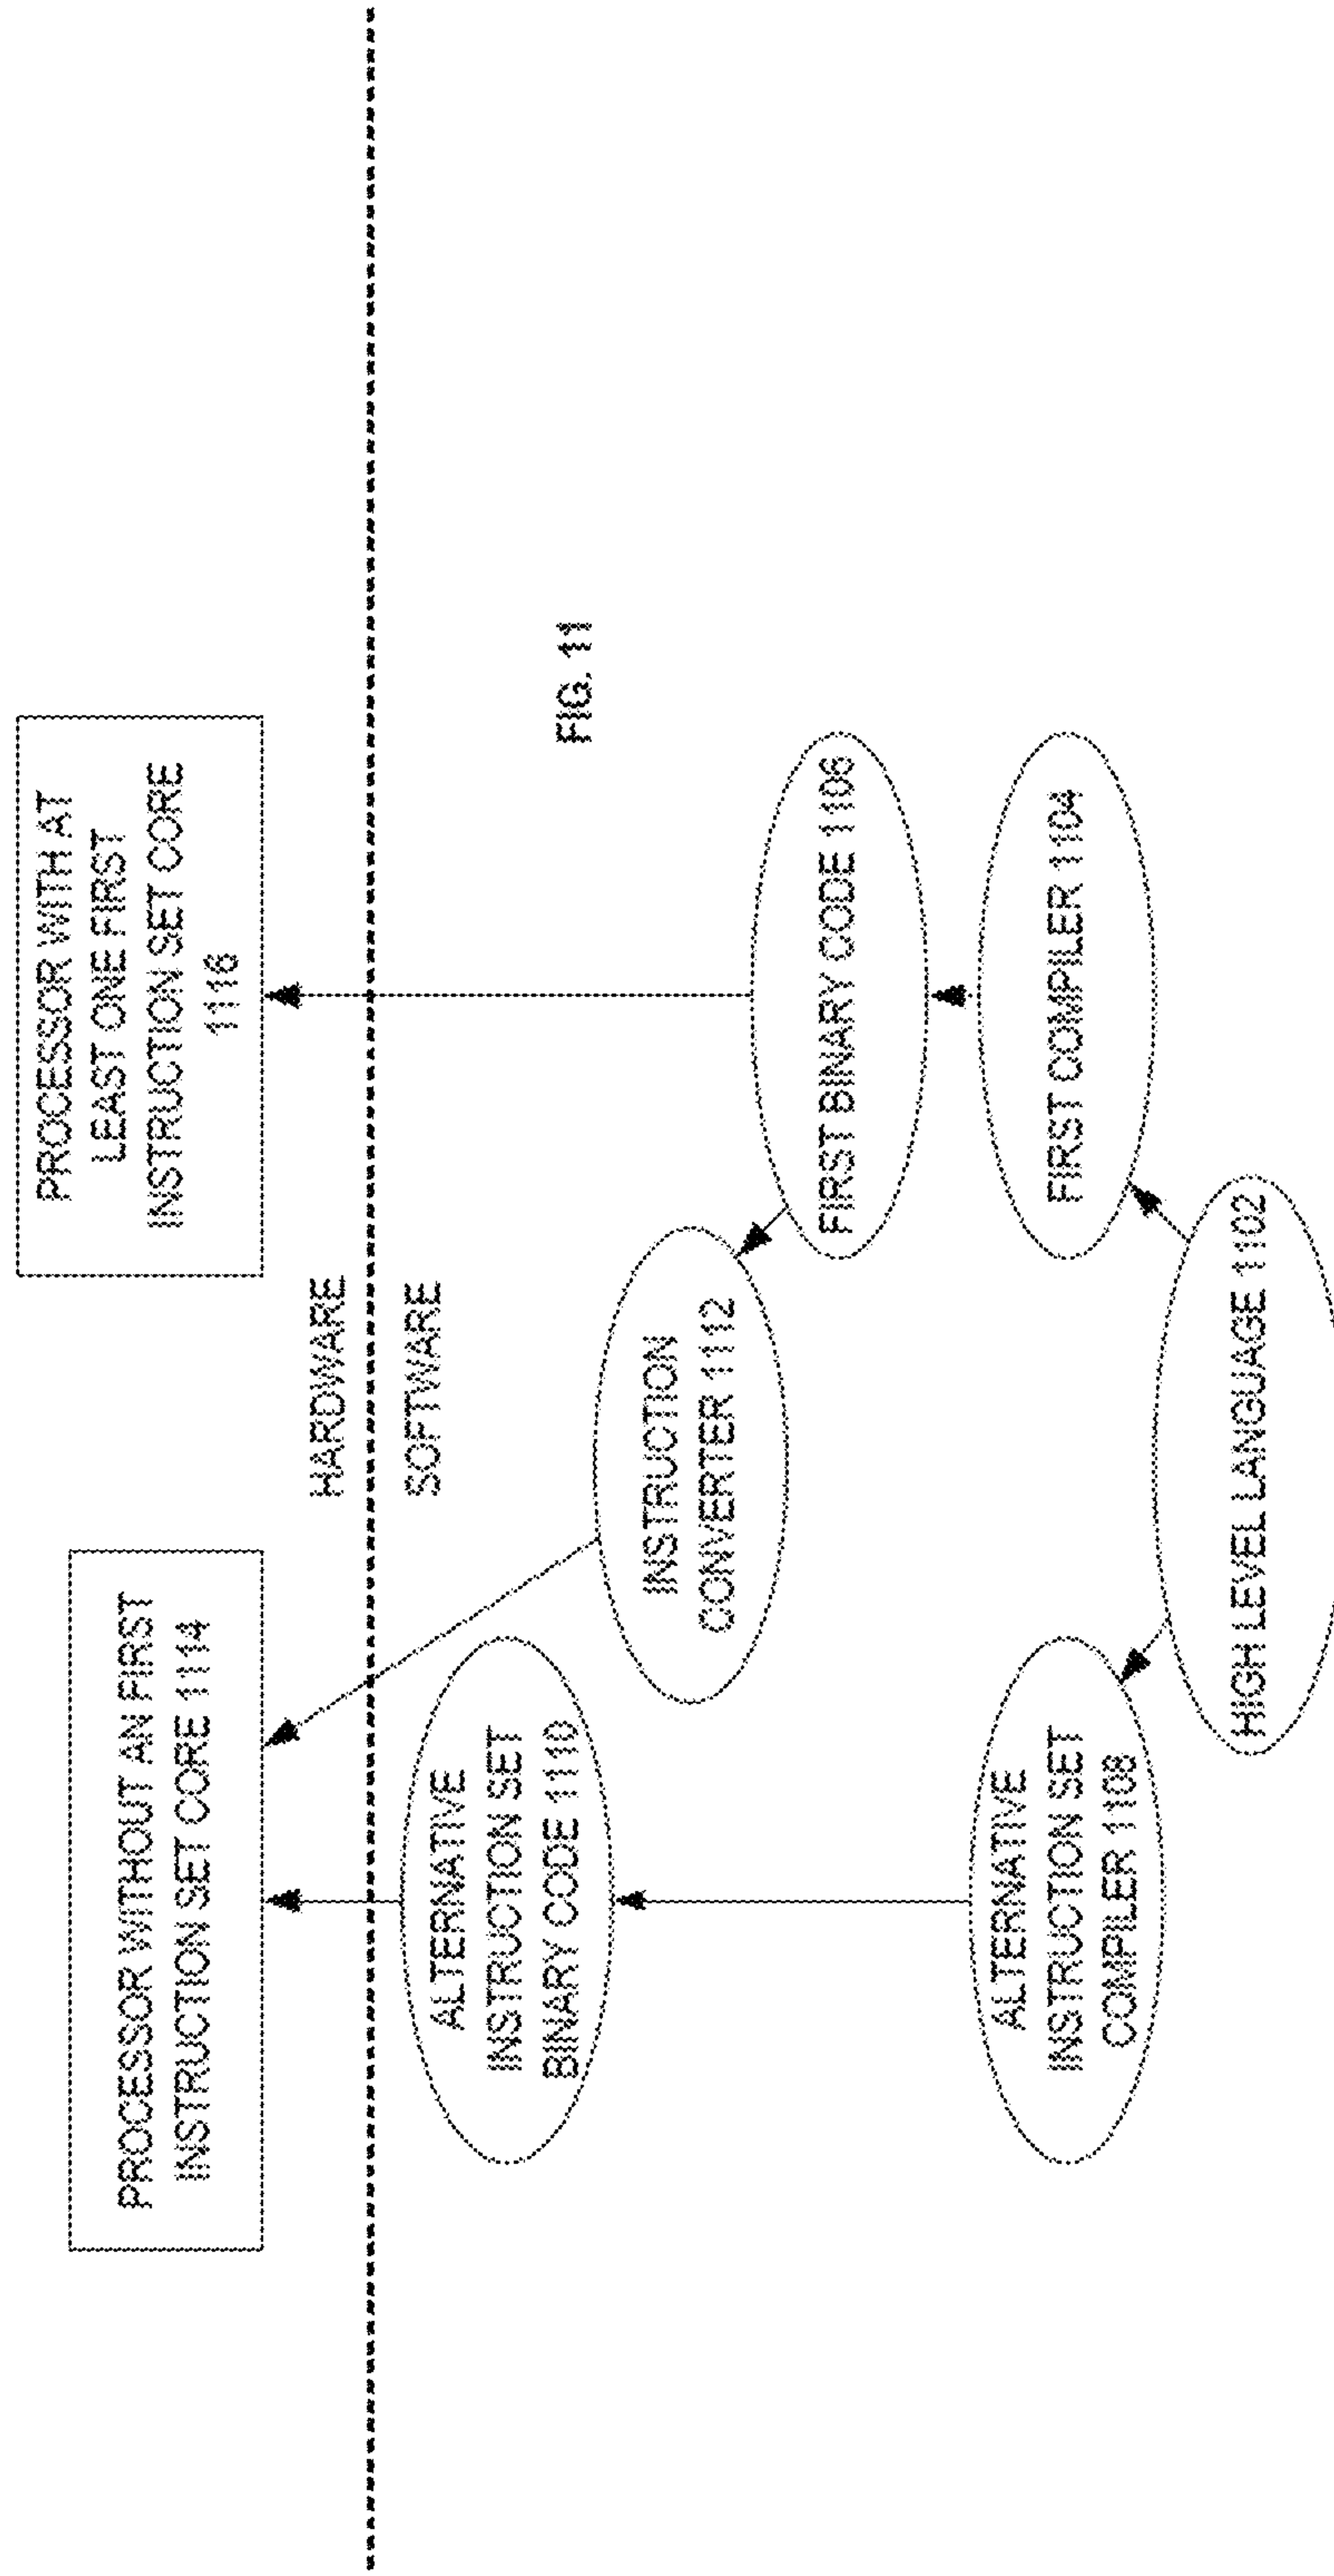 PROCESSOR WITHOUT AN FIRST
INSTRUCTION SET CORE 1114
PROCESSOR WITH AT
LEAST ONE FIRST
INSTRUCTION SET CORE
1116
HARDWARE
SOFTWARE
ALTERNATIVE
INSTRUCTION SET
BINARY CODE 1110
INSTRUCTION
CONVERTER 1112
FIG. 11
FIRST BINARY CODE 1106
ALTERNATIVE
INSTRUCTION SET
COMPILER 1108
FIRST COMPILER 1104
HIGH LEVEL LANGUAGE 1102